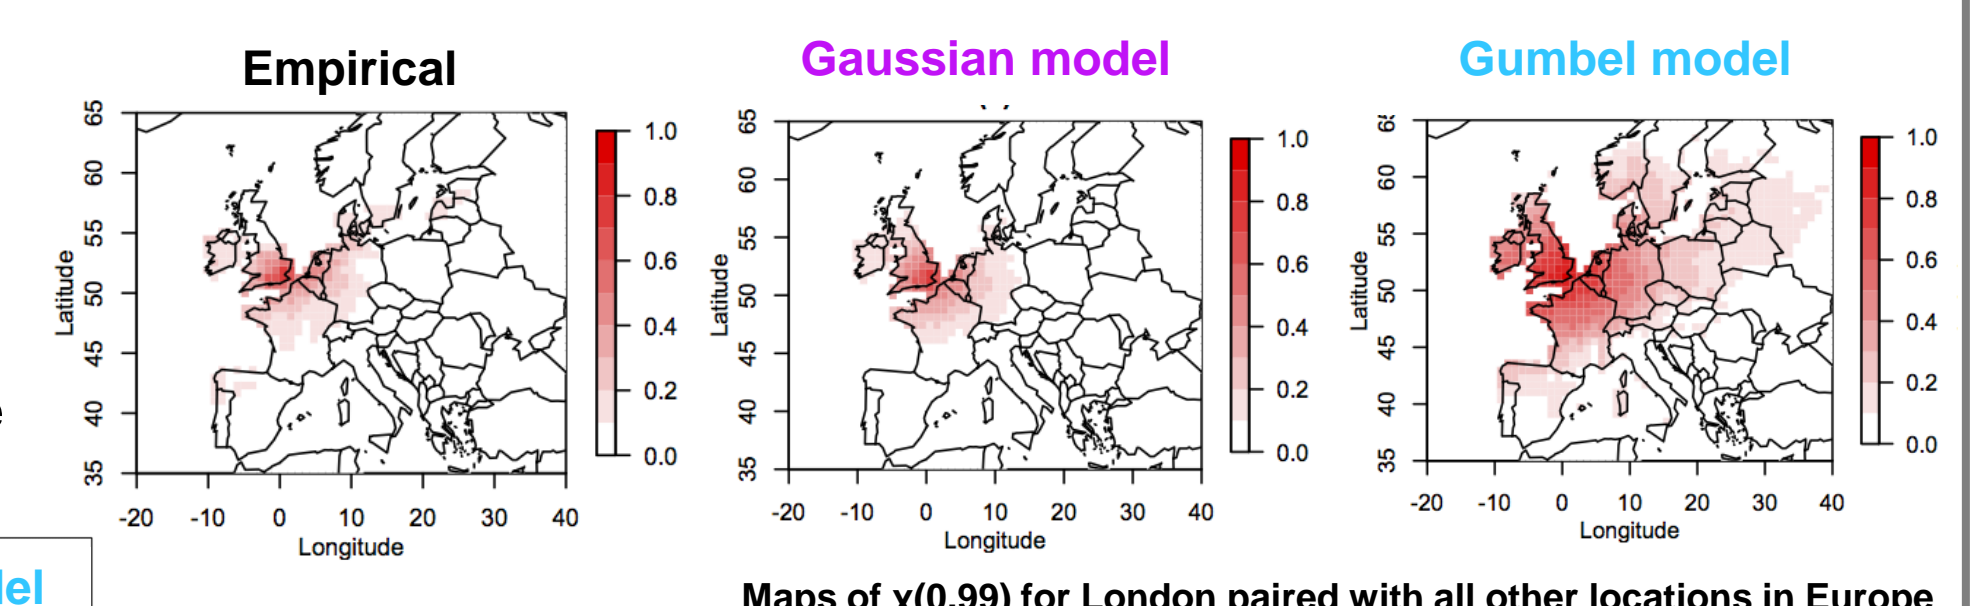 Empirical
Gaussian model
Gumbel model
65
60
55
50
45
40
35
Latitude
-20 -10 0 10 20 30 40
Longitude
1.0
0.8
0.6
0.4
0.2
0.0
65
60
55
50
45
40
35
Latitude
-20 -10 0 10 20 30 40
Longitude
1.0
0.8
0.6
0.4
0.2
0.0
60
55
50
45
40
35
Latitude
-20 -10 0 10 20 30 40
Longitude
1.0
0.8
0.6
0.4
0.2
0.0
e
del
Maps of χ(0.99) for London paired with all other locations in Europe